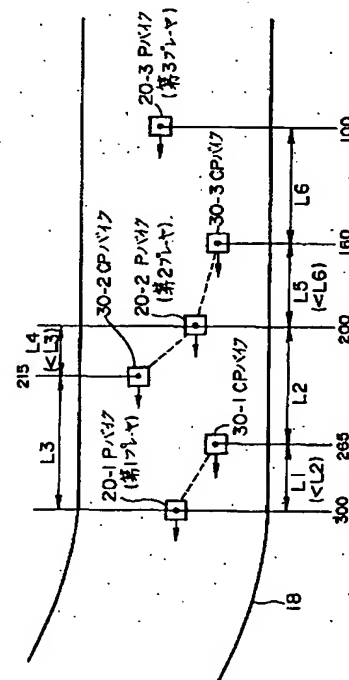 20-3 Pバイク
(第3プレーヤ)
30-3 CPバイク
20-2 Pバイク
(第2プレーヤ)
30-2 CPバイク
30-1 CPバイク
20-1 Pバイク
(第1プレーヤ)
215
L4
(<L3)
L3
L6
L5
(<L6)
L2
L1
(<L2)
100
160
200
265
300
18